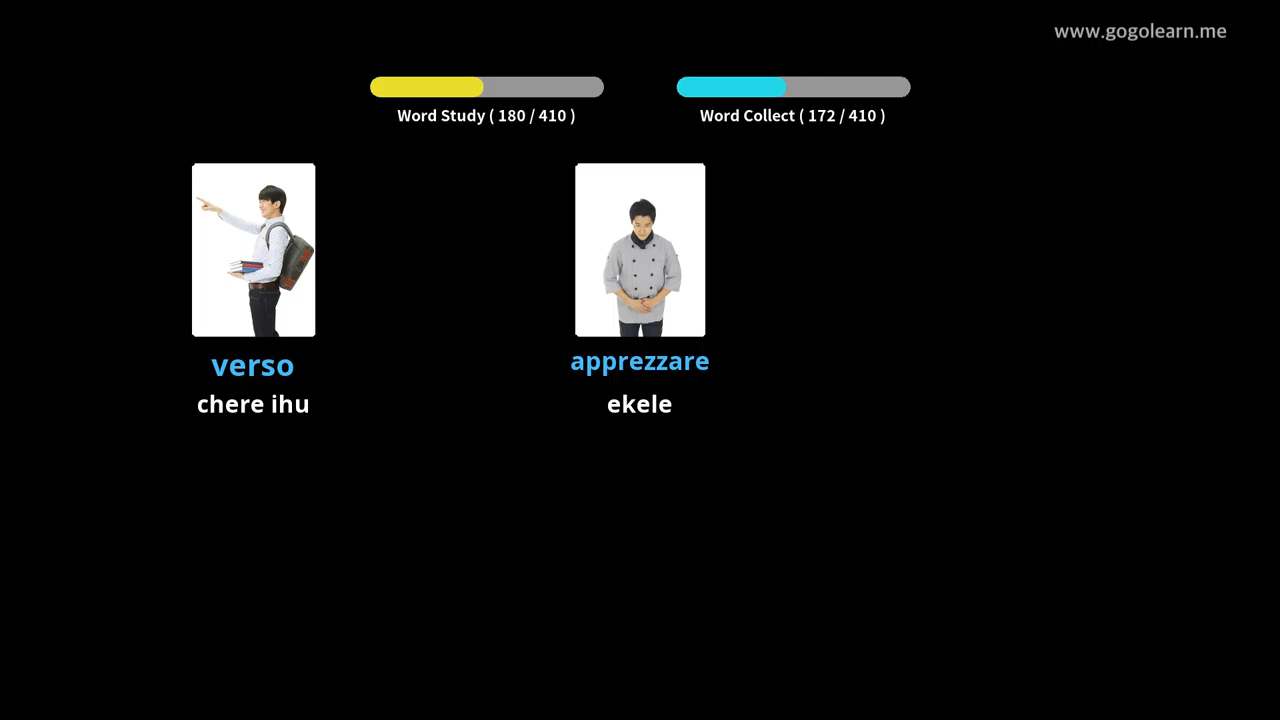 www.gogolearn.me
Word Study ( 180 / 410 )
Word Collect ( 172 / 410 )
verso
apprezzare
chere ihu
ekele